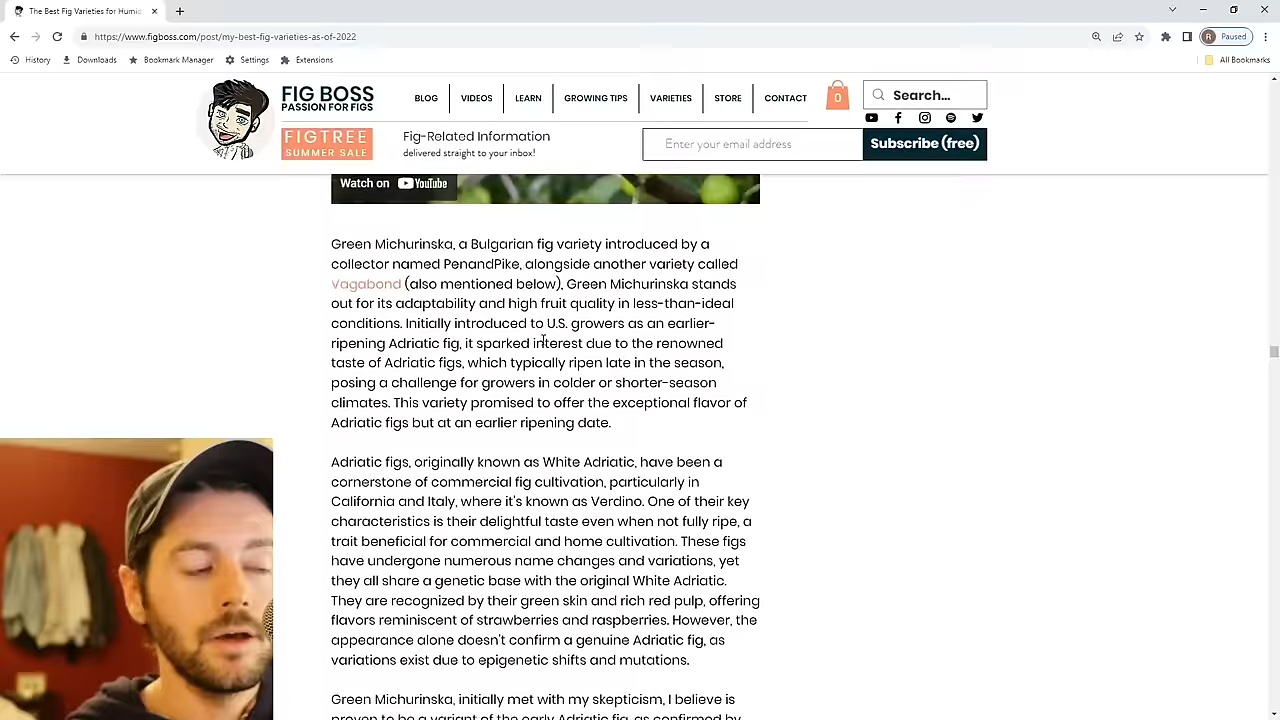 The Best Fig Varieties for Humi
https://www.figboss.com/post/my-best-fig-varieties-as-of-2022
Paused
History
Downloads
Bookmark Manager
Settings
Extensions
All Bookmarks
FIG BOSS
PASSION FOR FIGS
BLOG
VIDEOS
LEARN
GROWING TIPS
VARIETIES
STORE
CONTACT
0
Search...
FIGTREE
SUMMER SALE
Fig-Related Information
delivered straight to your inbox!
Enter your email address
Subscribe (free)
Watch on YouTube
Green Michurinska, a Bulgarian fig variety introduced by a
collector named PenandPike, alongside another variety called
Vagabond (also mentioned below), Green Michurinska stands
out for its adaptability and high fruit quality in less-than-ideal
conditions. Initially introduced to U.S. growers as an earlier-
ripening Adriatic fig, it sparked interest due to the renowned
taste of Adriatic figs, which typically ripen late in the season,
posing a challenge for growers in colder or shorter-season
climates. This variety promised to offer the exceptional flavor of
Adriatic figs but at an earlier ripening date.
Adriatic figs, originally known as White Adriatic, have been a
cornerstone of commercial fig cultivation, particularly in
California and Italy, where it's known as Verdino. One of their key
characteristics is their delightful taste even when not fully ripe, a
trait beneficial for commercial and home cultivation. These figs
have undergone numerous name changes and variations, yet
they all share a genetic base with the original White Adriatic.
They are recognized by their green skin and rich red pulp, offering
flavors reminiscent of strawberries and raspberries. However, the
appearance alone doesn't confirm a genuine Adriatic fig, as
variations exist due to epigenetic shifts and mutations.
Green Michurinska, initially met with my skepticism, I believe is
proven to be a variant of the early Adriatic fig, as confirmed by